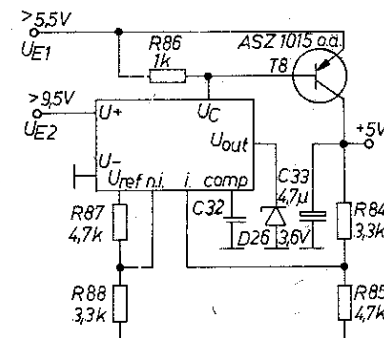 >5,5V
UE1
R86
1k
ASZ 1015 o.ä.
T8
>9,5V
UE2
U+
UC
Uout
+5V
U-
Uref n.i. i. comp
C33
4,7µ
C32
R87
4,7k
D26
3,6V
R84
3,3k
R88
3,3k
R85
4,7k